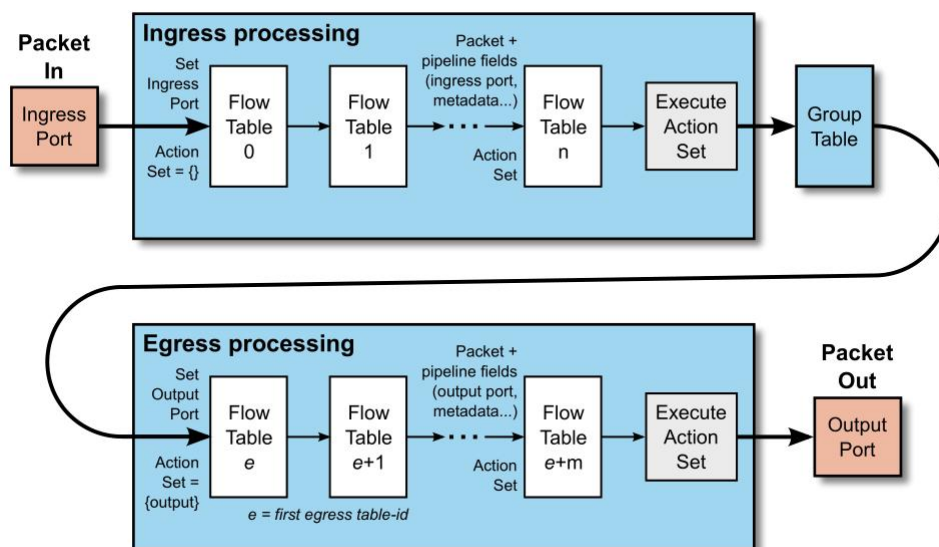 Ingress processing
Packet
In
Ingress
Port
Set
Ingress
Port
Action
Set = {}
Flow
Table
0
Flow
Table
1
Packet +
pipeline fields
(ingress port,
metadata...)
Action
Set
Flow
Table
n
Execute
Action
Set
Group
Table
Egress processing
Set
Output
Port
Action
Set =
{output}
Flow
Table
e
Flow
Table
e+1
e = first egress table-id
Packet +
pipeline fields
(output port,
metadata...)
Action
Set
Flow
Table
e+m
Execute
Action
Set
Packet
Out
Output
Port